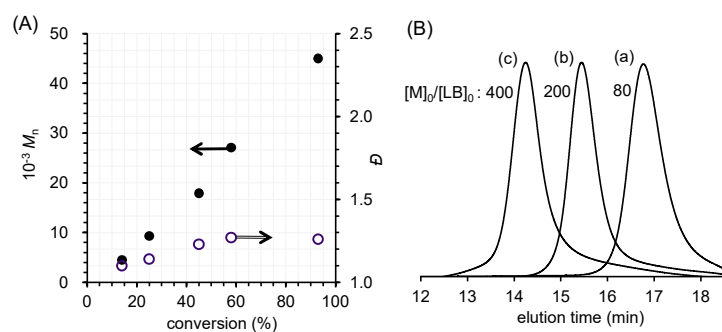 (A)
50
40
30
20
10
0
10⁻³ Mₙ
0 20 40 60 80 100
conversion (%)
2.5
2.0
1.5
1.0
Đ
(B)
(c) (b) (a)
[M]₀/[LB]₀ : 400 200 80
12 13 14 15 16 17 18
elution time (min)